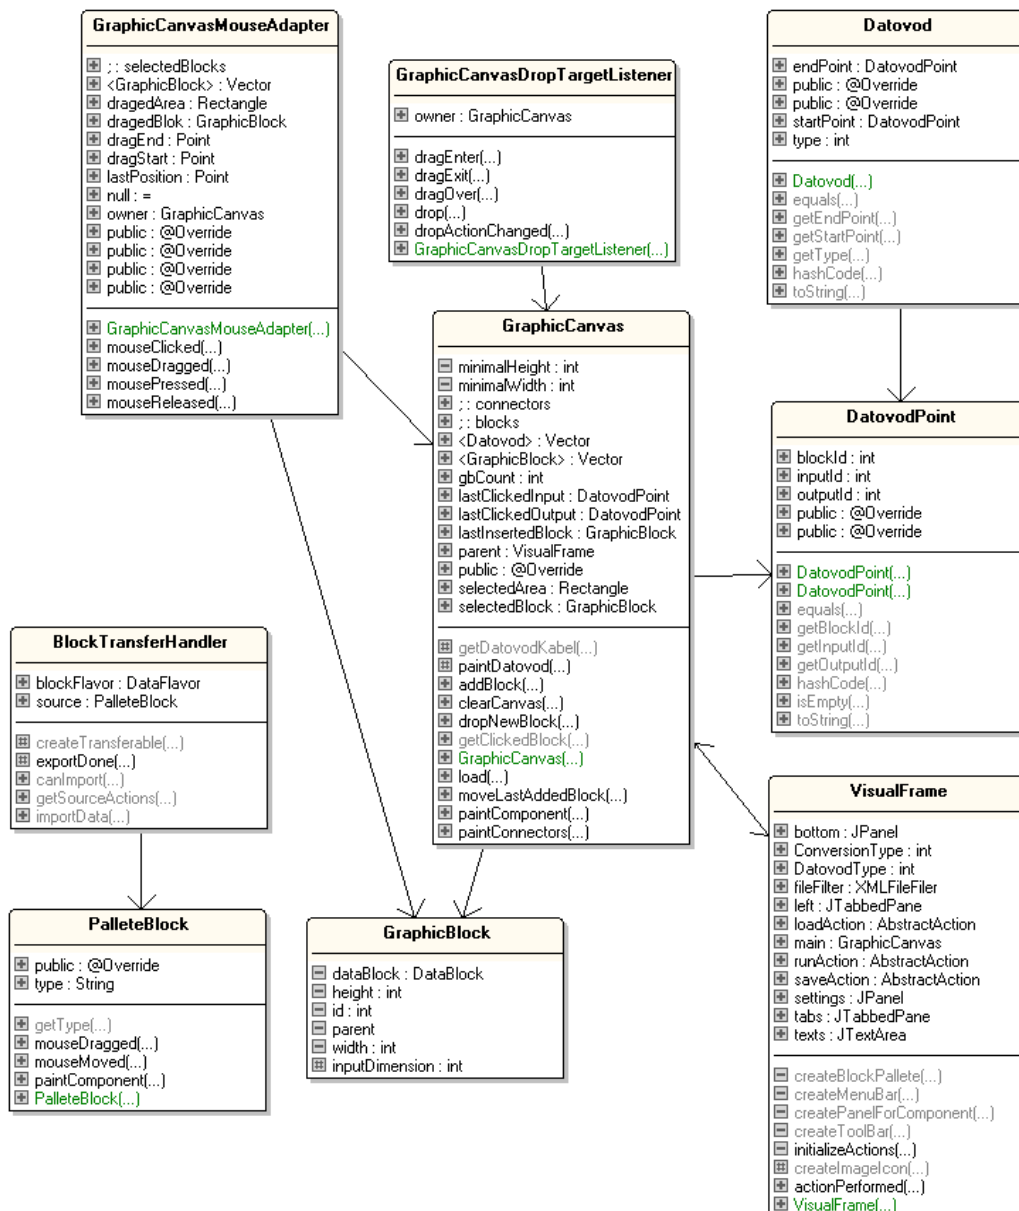 GraphicCanvasMouseAdapter
;: selectedBlocks
<GraphicBlock> : Vector
dragedArea : Rectangle
dragedBlok : GraphicBlock
dragEnd : Point
dragStart : Point
lastPosition : Point
null : =
owner : GraphicCanvas
public : @Override
public : @Override
public : @Override
public : @Override
GraphicCanvasMouseAdapter(...)
mouseClicked(...)
mouseDragged(...)
mousePressed(...)
mouseReleased(...)
GraphicCanvasDropTargetListener
owner : GraphicCanvas
dragEnter(...)
dragExit(...)
dragOver(...)
drop(...)
dropActionChanged(...)
GraphicCanvasDropTargetListener(...)
Datovod
endPoint : DatovodPoint
public : @Override
public : @Override
startPoint : DatovodPoint
type : int
Datovod(...)
equals(...)
getEndPoint(...)
getStartPoint(...)
getType(...)
hashCode(...)
toString(...)
GraphicCanvas
minimalHeight : int
minimalWidth : int
;: connectors
;: blocks
<Datovod> : Vector
<GraphicBlock> : Vector
gbCount : int
lastClickedInput : DatovodPoint
lastClickedOutput : DatovodPoint
lastInsertedBlock : GraphicBlock
parent : VisualFrame
public : @Override
selectedArea : Rectangle
selectedBlock : GraphicBlock
getDatovodKabel(...)
paintDatovod(...)
addBlock(...)
clearCanvas(...)
dropNewBlock(...)
getClickedBlock(...)
GraphicCanvas(...)
load(...)
moveLastAddedBlock(...)
paintComponent(...)
paintConnectors(...)
DatovodPoint
blockId : int
inputId : int
outputId : int
public : @Override
public : @Override
DatovodPoint(...)
DatovodPoint(...)
equals(...)
getBlockId(...)
getInputId(...)
getOutputId(...)
hashCode(...)
isEmpty(...)
toString(...)
BlockTransferHandler
blockFlavor : DataFlavor
source : PalleteBlock
createTransferable(...)
exportDone(...)
canImport(...)
getSourceActions(...)
importData(...)
VisualFrame
bottom : JPanel
ConversionType : int
DatovodType : int
fileFilter : XMLFileFiler
left : JTabbedPane
loadAction : AbstractAction
main : GraphicCanvas
runAction : AbstractAction
saveAction : AbstractAction
settings : JPanel
tabs : JTabbedPane
texts : JTextArea
createBlockPallete(...)
createMenuBar(...)
createPanelForComponent(...)
createToolBar(...)
initializeActions(...)
createImageIcon(...)
actionPerformed(...)
VisualFrame(...)
PalleteBlock
public : @Override
type : String
getType(...)
mouseDragged(...)
mouseMoved(...)
paintComponent(...)
PalleteBlock(...)
GraphicBlock
dataBlock : DataBlock
height : int
id : int
parent
width : int
inputDimension : int